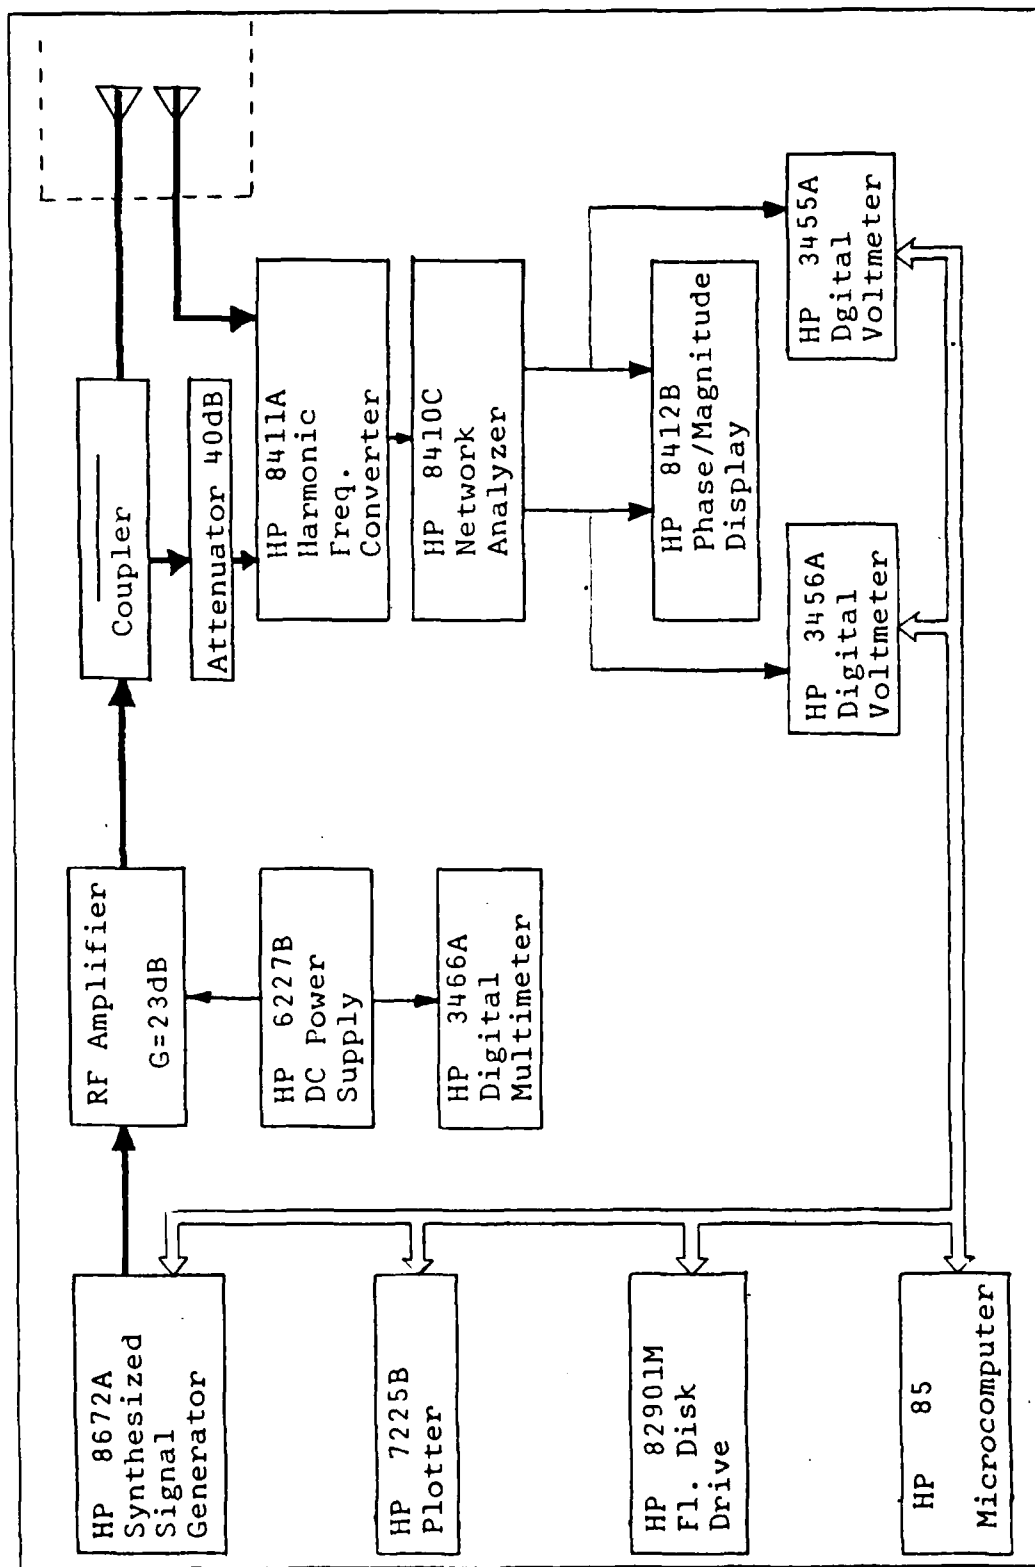 HP 8672A
Synthesized
Signal
Generator
RF Amplifier
G=23dB
Coupler
Attenuator 40dB
HP 8411A
Harmonic
Freq.
Converter
HP 8410C
Network
Analyzer
HP 6227B
DC Power
Supply
HP 3466A
Digital
Multimeter
HP 7225B
Plotter
HP 8412B
Phase/Magnitude
Display
HP 82901M
Fl. Disk
Drive
HP 3456A
Digital
Voltmeter
HP 3455A
Dgital
Voltmeter
HP 85
Microcomputer